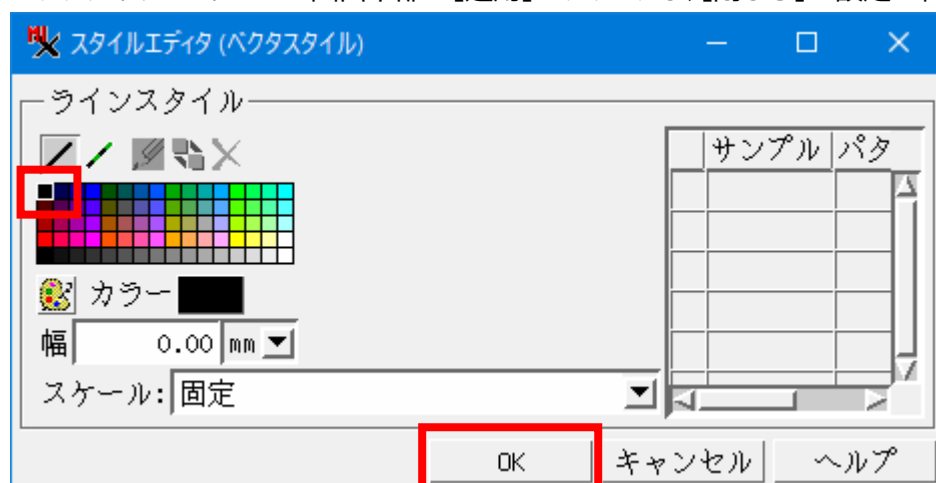 スタイルエディタ (ベクタスタイル)
ラインスタイル
サンプル パタ
カラー
幅 0.00 mm
スケール: 固定
OK キャンセル ヘルプ